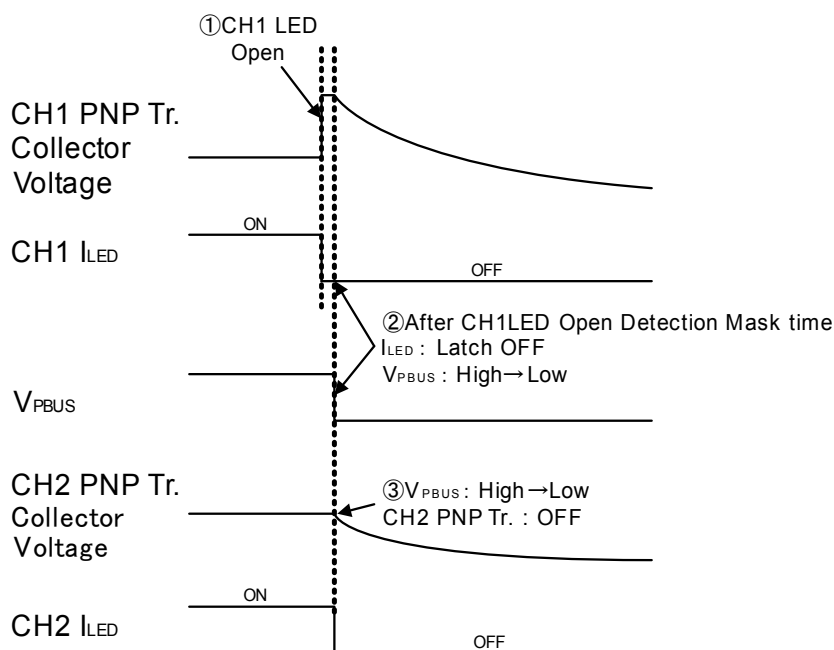 ①CH1 LED
Open
CH1 PNP Tr.
Collector
Voltage
ON
CH1 ILED
OFF
②After CH1LED Open Detection Mask time
ILED : Latch OFF
VPBUS : High→Low
VPBUS
CH2 PNP Tr.
Collector
Voltage
③VPBUS : High→Low
CH2 PNP Tr. : OFF
ON
CH2 ILED
OFF